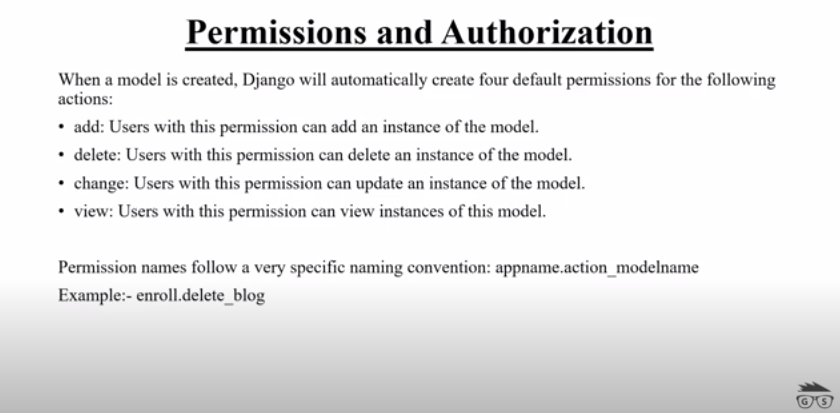 Permissions and Authorization
When a model is created, Django will automatically create four default permissions for the following
actions:
• add: Users with this permission can add an instance of the model.
• delete: Users with this permission can delete an instance of the model.
• change: Users with this permission can update an instance of the model.
• view: Users with this permission can view instances of this model.
Permission names follow a very specific naming convention: appname.action_modelname
Example:- enroll.delete_blog
G S